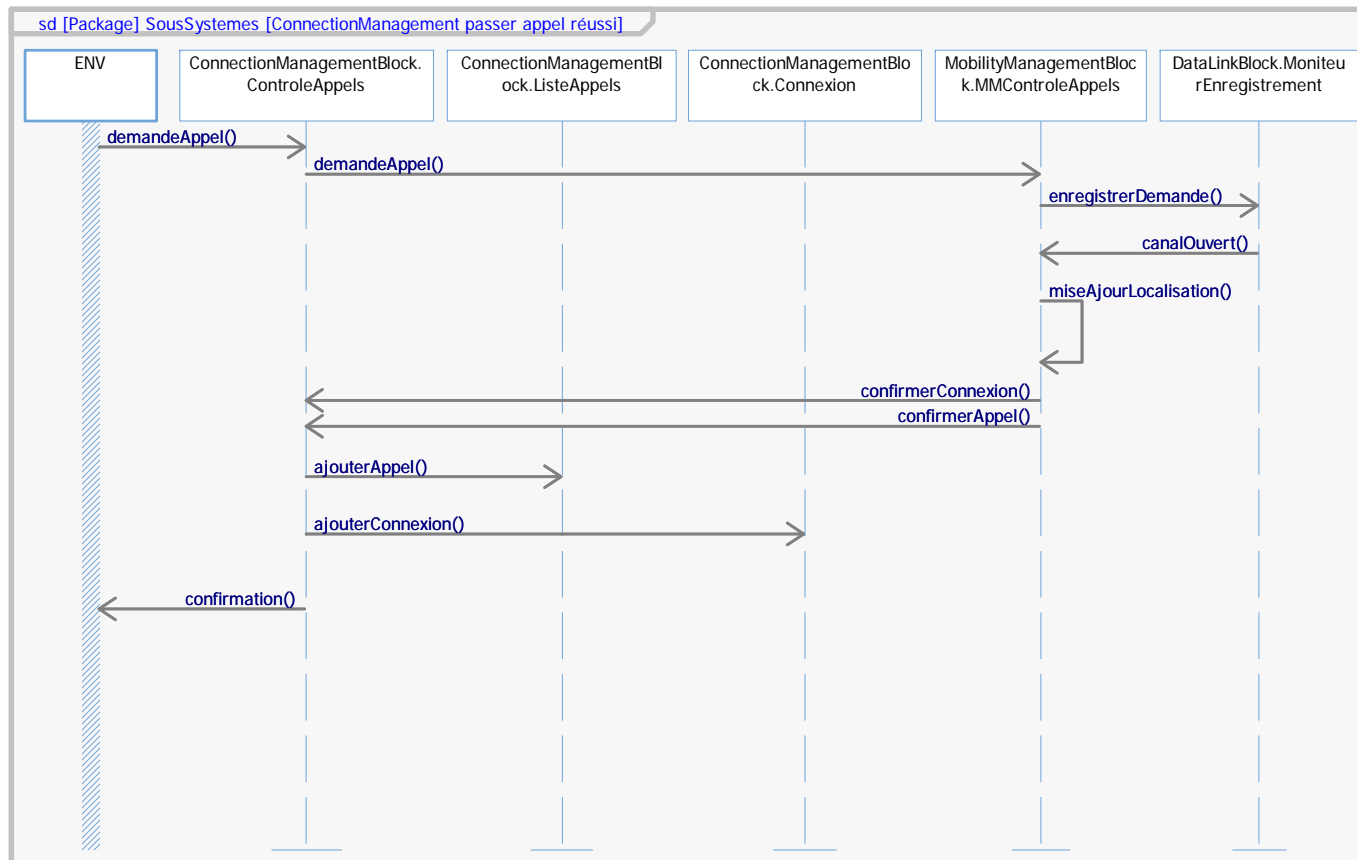 sd [Package] SousSystemes [ConnectionManagement passer appel réussi]
ENV
ConnectionManagementBlock.
ControleAppels
ConnectionManagementBl
ock.ListeAppels
ConnectionManagementBlo
ck.Connexion
MobilityManagementBloc
k.MMControleAppels
DataLinkBlock.Moniteu
rEnregistrement
demandeAppel()
demandeAppel()
enregistrerDemande()
canalOuvert()
miseAjourLocalisation()
confirmerConnexion()
confirmerAppel()
ajouterAppel()
ajouterConnexion()
confirmation()